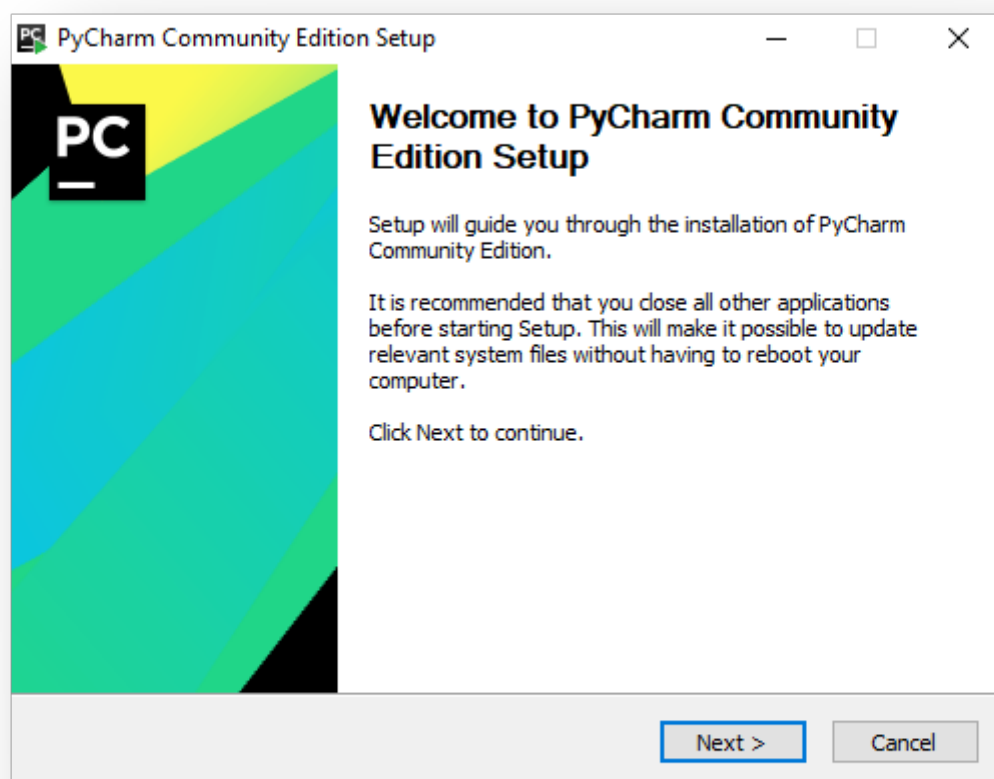 PyCharm Community Edition Setup
PC
Welcome to PyCharm Community
Edition Setup
Setup will guide you through the installation of PyCharm
Community Edition.
It is recommended that you close all other applications
before starting Setup. This will make it possible to update
relevant system files without having to reboot your
computer.
Click Next to continue.
Next >
Cancel